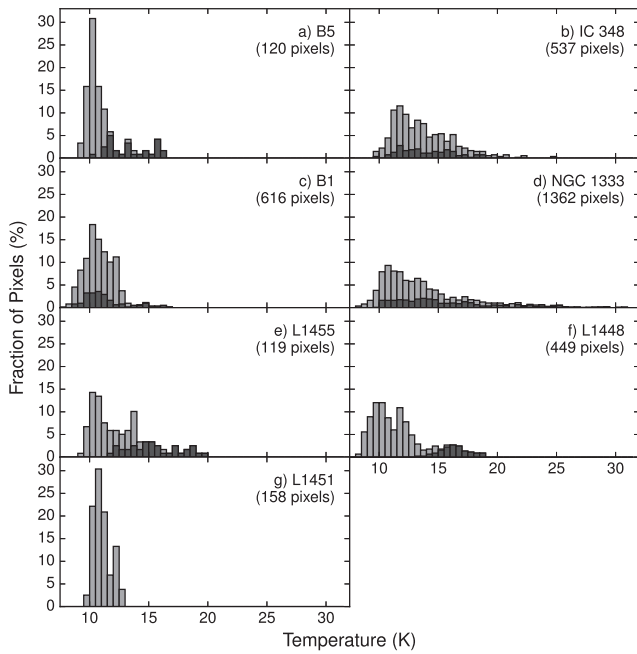 30
25
20
15
10
5
0
a) B5
(120 pixels)
b) IC 348
(537 pixels)
30
25
20
15
10
5
0
c) B1
(616 pixels)
d) NGC 1333
(1362 pixels)
30
25
20
15
10
5
0
e) L1455
(119 pixels)
f) L1448
(449 pixels)
10 15 20 25 30
30
25
20
15
10
5
0
g) L1451
(158 pixels)
10 15 20 25 30
Fraction of Pixels (%)
Temperature (K)